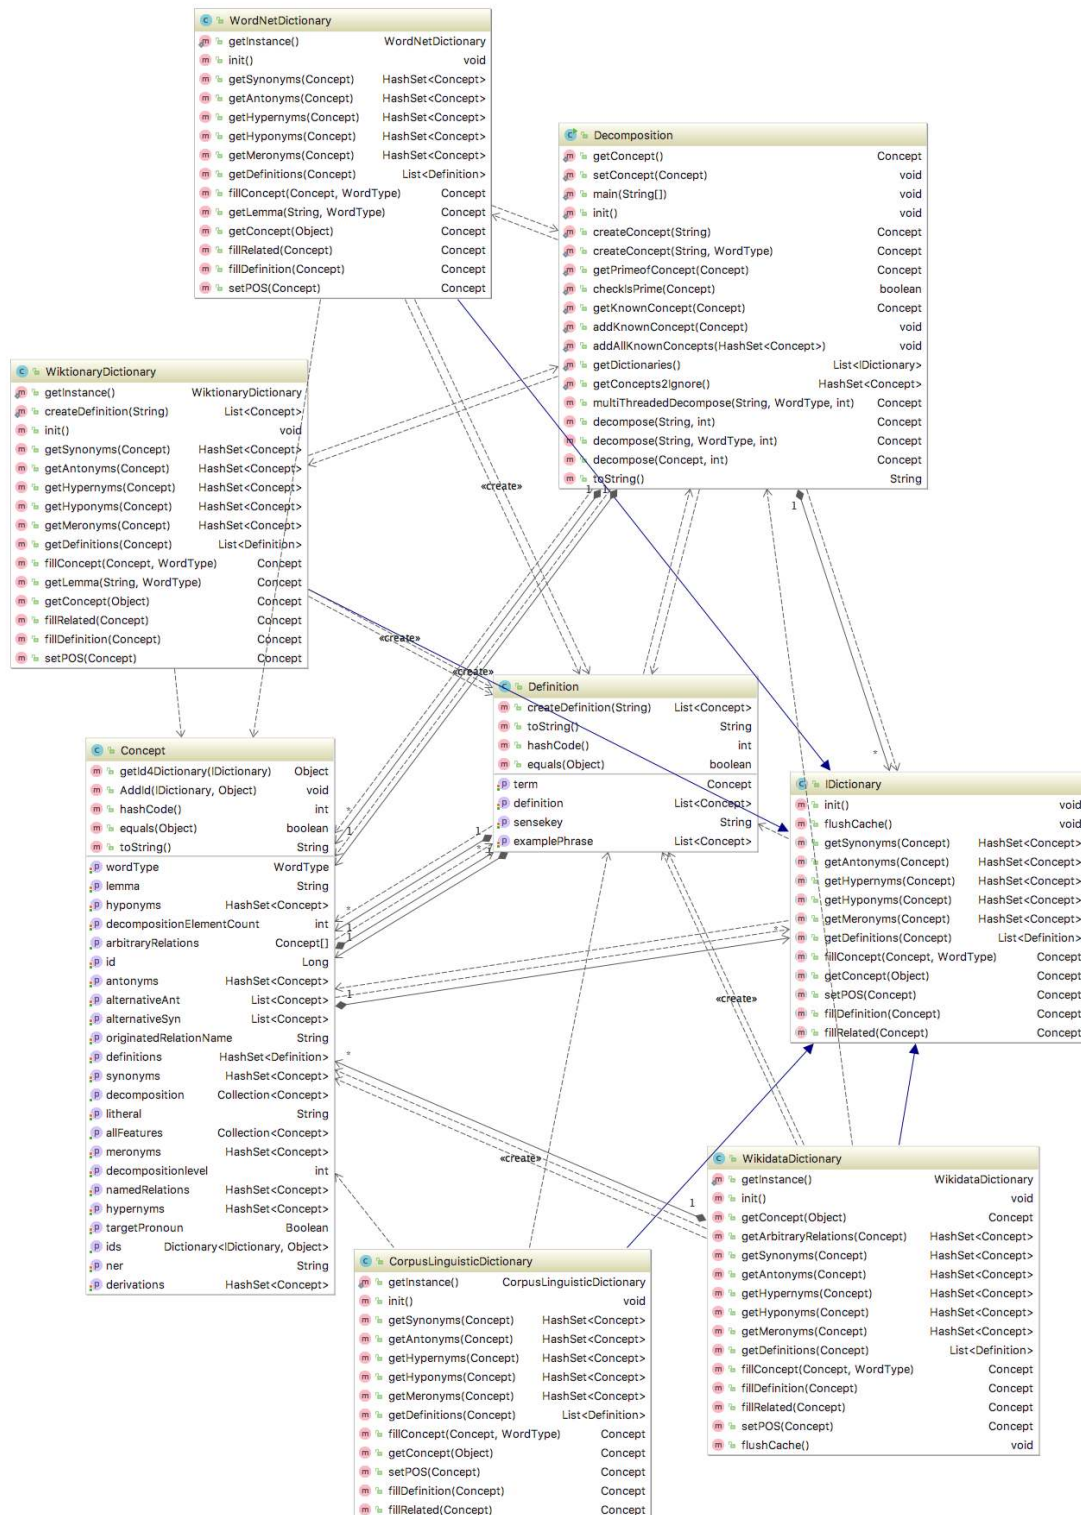 WordNetDictionary
getInstance() WordNetDictionary
init() void
getSynonyms(Concept) HashSet<Concept>
getAntonyms(Concept) HashSet<Concept>
getHypernyms(Concept) HashSet<Concept>
getHyponyms(Concept) HashSet<Concept>
getMeronyms(Concept) HashSet<Concept>
getDefinitions(Concept) List<Definition>
fillConcept(Concept, WordType) Concept
getLemma(String, WordType) Concept
getConcept(Object) Concept
fillRelated(Concept) Concept
fillDefinition(Concept) Concept
setPOS(Concept) Concept
Decomposition
getConcept() Concept
setConcept(Concept) void
main(String[]) void
init() void
createConcept(String) Concept
createConcept(String, WordType) Concept
getPrimeofConcept(Concept) Concept
checkIsPrime(Concept) boolean
getKnownConcept(Concept) Concept
addKnownConcept(Concept) void
addAllKnownConcepts(HashSet<Concept>) void
getDictionaries() List<IDictionary>
getConcepts2Ignore() HashSet<Concept>
multiThreadedDecompose(String, WordType, int) Concept
decompose(String, int) Concept
decompose(String, WordType, int) Concept
decompose(Concept, int) Concept
toString() String
WiktionaryDictionary
getInstance() WiktionaryDictionary
createDefinition(String) List<Concept>
init() void
getSynonyms(Concept) HashSet<Concept>
getAntonyms(Concept) HashSet<Concept>
getHypernyms(Concept) HashSet<Concept>
getHyponyms(Concept) HashSet<Concept>
getMeronyms(Concept) HashSet<Concept>
getDefinitions(Concept) List<Definition>
fillConcept(Concept, WordType) Concept
getLemma(String, WordType) Concept
getConcept(Object) Concept
fillRelated(Concept) Concept
fillDefinition(Concept) Concept
setPOS(Concept) Concept
«create»
1 1
1
«create»
«create»
Definition
createDefinition(String) List<Concept>
toString() String
hashCode() int
equals(Object) boolean
term Concept
definition List<Concept>
sensekey String
examplePhrase List<Concept>
Concept
getId4Dictionary(IDictionary) Object
AddId(IDictionary, Object) void
hashCode() int
equals(Object) boolean
toString() String
wordType WordType
lemma String
hyponyms HashSet<Concept>
decompositionElementCount int
arbitraryRelations Concept[]
id Long
antonyms HashSet<Concept>
alternativeAnt List<Concept>
alternativeSyn List<Concept>
originatedRelationName String
definitions HashSet<Definition>
synonyms HashSet<Concept>
decomposition Collection<Concept>
litheral String
allFeatures Collection<Concept>
meronyms HashSet<Concept>
decompositionlevel int
namedRelations HashSet<Concept>
hypernyms HashSet<Concept>
targetPronoun Boolean
ids Dictionary<IDictionary, Object>
ner String
derivations HashSet<Concept>
*
1
1
*
1
*
1
1
1
*
1
*
IDictionary
init() void
flushCache() void
getSynonyms(Concept) HashSet<Concept>
getAntonyms(Concept) HashSet<Concept>
getHypernyms(Concept) HashSet<Concept>
getHyponyms(Concept) HashSet<Concept>
getMeronyms(Concept) HashSet<Concept>
getDefinitions(Concept) List<Definition>
fillConcept(Concept, WordType) Concept
getConcept(Object) Concept
setPOS(Concept) Concept
fillDefinition(Concept) Concept
fillRelated(Concept) Concept
«create»
*
«create»
1
WikidataDictionary
getInstance() WikidataDictionary
init() void
getConcept(Object) Concept
getArbitraryRelations(Concept) HashSet<Concept>
getSynonyms(Concept) HashSet<Concept>
getAntonyms(Concept) HashSet<Concept>
getHypernyms(Concept) HashSet<Concept>
getHyponyms(Concept) HashSet<Concept>
getMeronyms(Concept) HashSet<Concept>
getDefinitions(Concept) List<Definition>
fillConcept(Concept, WordType) Concept
fillDefinition(Concept) Concept
fillRelated(Concept) Concept
setPOS(Concept) Concept
flushCache() void
CorpusLinguisticDictionary
getInstance() CorpusLinguisticDictionary
init() void
getSynonyms(Concept) HashSet<Concept>
getAntonyms(Concept) HashSet<Concept>
getHypernyms(Concept) HashSet<Concept>
getHyponyms(Concept) HashSet<Concept>
getMeronyms(Concept) HashSet<Concept>
getDefinitions(Concept) List<Definition>
fillConcept(Concept, WordType) Concept
getConcept(Object) Concept
setPOS(Concept) Concept
fillDefinition(Concept) Concept
fillRelated(Concept) Concept